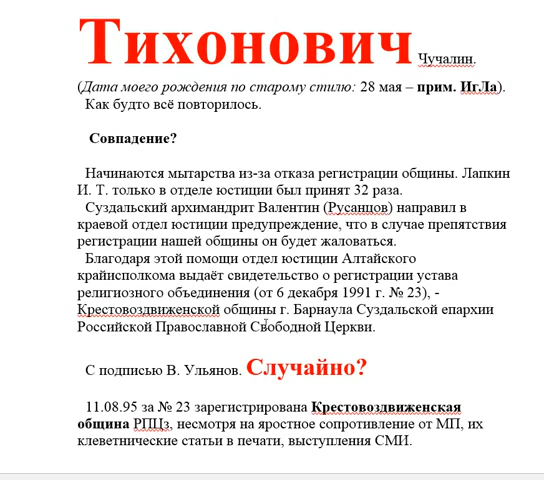 Тихонович Чучалин.
(Дата моего рождения по старому стилю: 28 мая – прим. Иг.Ла).
Как будто всё повторилось.
Совпадение?
Начинаются мытарства из-за отказа регистрации общины. Лапкин
И. Т. только в отделе юстиции был принят 32 раза.
Суздальский архимандрит Валентин (Русанцов) направил в
краевой отдел юстиции предупреждение, что в случае препятствия
регистрации нашей общины он будет жаловаться.
Благодаря этой помощи отдел юстиции Алтайского
крайисполкома выдаёт свидетельство о регистрации устава
религиозного объединения (от 6 декабря 1991 г. № 23), -
Крестовоздвиженской общины г. Барнаула Суздальской епархии
Российской Православной Свободной Церкви.
С подписью В. Ульянов. Случайно?
11.08.95 за № 23 зарегистрирована Крестовоздвиженская
община РПЦз, несмотря на яростное сопротивление от МП, их
клеветнические статьи в печати, выступления СМИ.